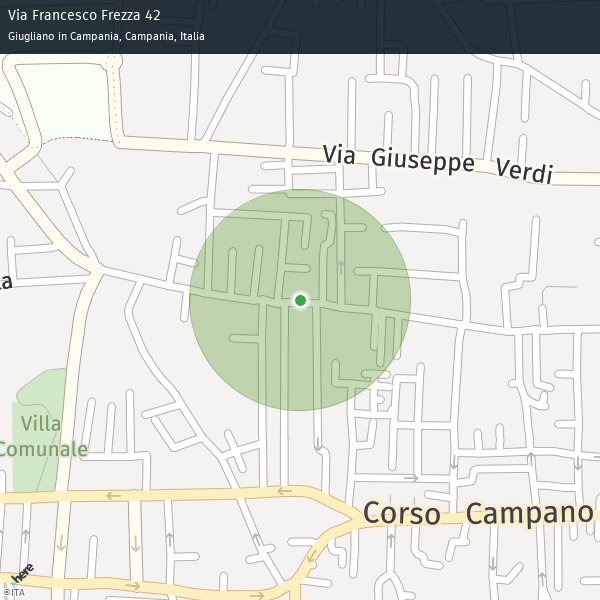 Via Francesco Frezza 42
Giugliano in Campania, Campania, Italia
Via Giuseppe Verdi
Villa
Comunale
Corso Campano
here
©ITA